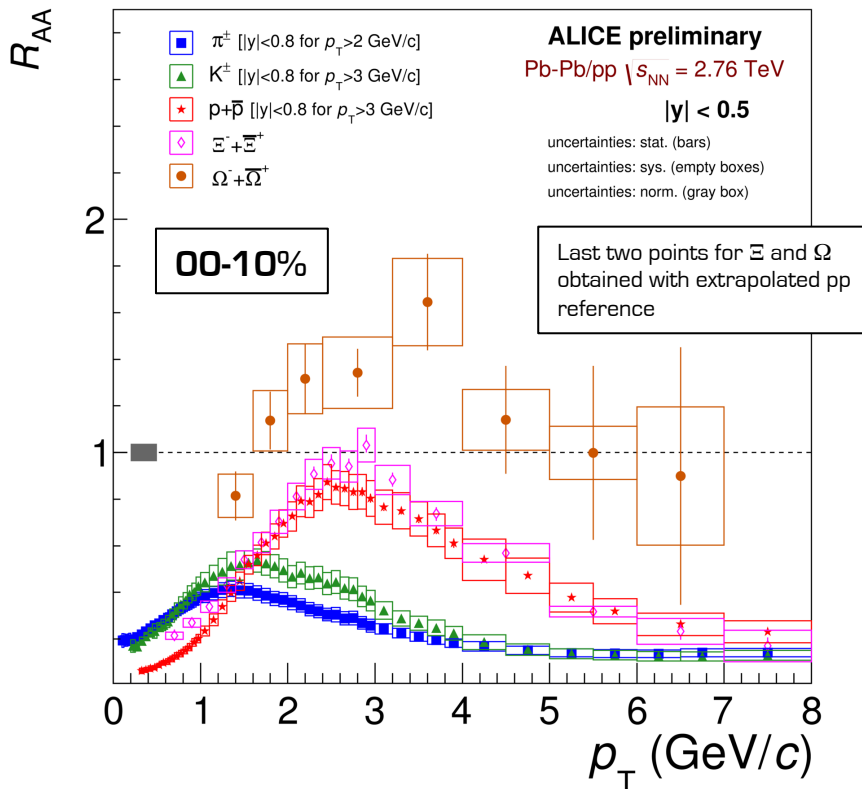 R_AA
π± [|y|<0.8 for p_T>2 GeV/c]
K± [|y|<0.8 for p_T>3 GeV/c]
p+p̅ [|y|<0.8 for p_T>3 GeV/c]
Ξ⁻+Ξ̅⁺
Ω⁻+Ω̅⁺
ALICE preliminary
Pb-Pb/pp √s_NN = 2.76 TeV
|y| < 0.5
uncertainties: stat. (bars)
uncertainties: sys. (empty boxes)
uncertainties: norm. (gray box)
00-10%
Last two points for Ξ and Ω
obtained with extrapolated pp
reference
2
1
0 1 2 3 4 5 6 7 8
p_T (GeV/c)